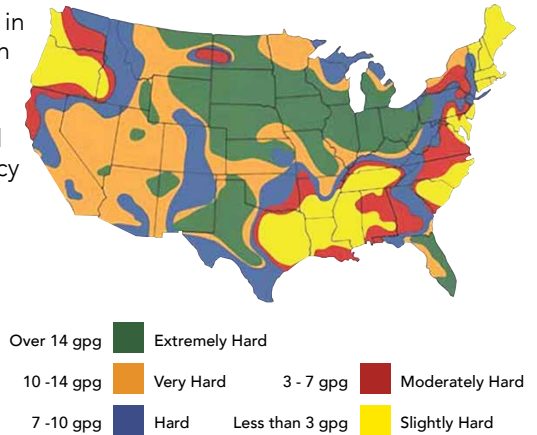 in
cy
Over 14 gpg Extremely Hard
10 -14 gpg Very Hard 3 - 7 gpg Moderately Hard
7 -10 gpg Hard Less than 3 gpg Slightly Hard